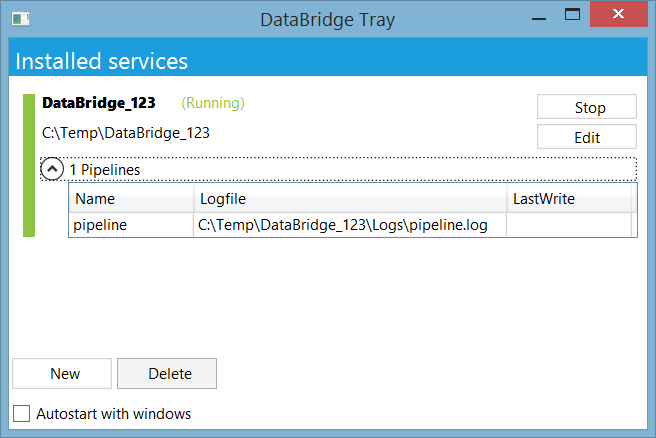 DataBridge Tray
Installed services
DataBridge_123 (Running)
Stop
C:\Temp\DataBridge_123
Edit
1 Pipelines
Name Logfile LastWrite
pipeline C:\Temp\DataBridge_123\Logs\pipeline.log
New Delete
Autostart with windows